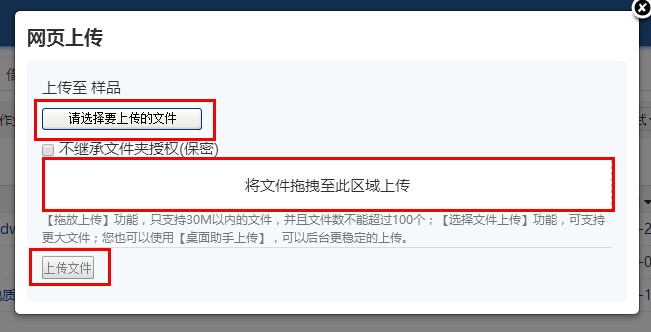 网页上传
上传至 样品
请选择要上传的文件
不继承文件夹授权(保密)
将文件拖拽至此区域上传
【拖放上传】功能，只支持30M以内的文件，并且文件数不能超过100个；【选择文件上传】功能，可支持
更大文件；您也可以使用【桌面助手上传】，可以后台更稳定的上传。
上传文件